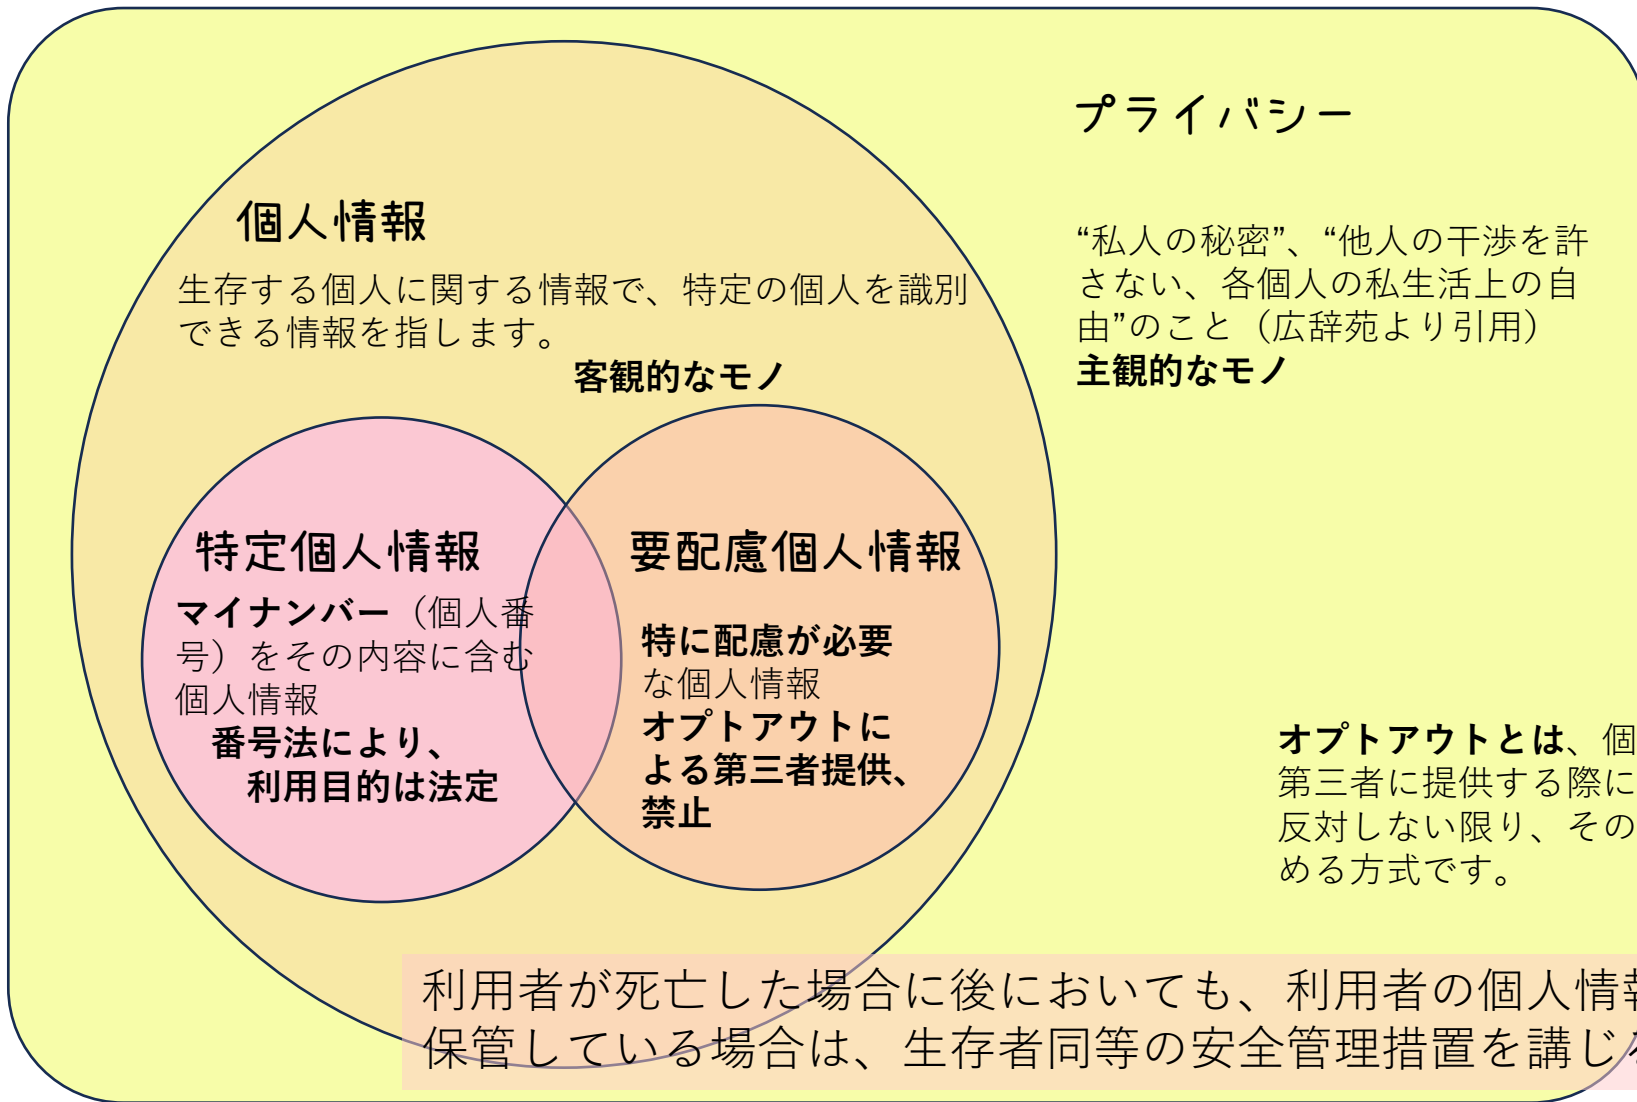 プライバシー
“私人の秘密”、“他人の干渉を許
さない、各個人の私生活上の自
由”のこと（広辞苑より引用）
主観的なモノ
個人情報
生存する個人に関する情報で、特定の個人を識別
できる情報を指します。
客観的なモノ
特定個人情報
マイナンバー（個人番
号）をその内容に含む
個人情報
番号法により、
利用目的は法定
要配慮個人情報
特に配慮が必要
な個人情報
オプトアウトに
よる第三者提供、
禁止
オプトアウトとは、個
第三者に提供する際に
反対しない限り、その
める方式です。
利用者が死亡した場合に後においても、利用者の個人情報
保管している場合は、生存者同等の安全管理措置を講じ